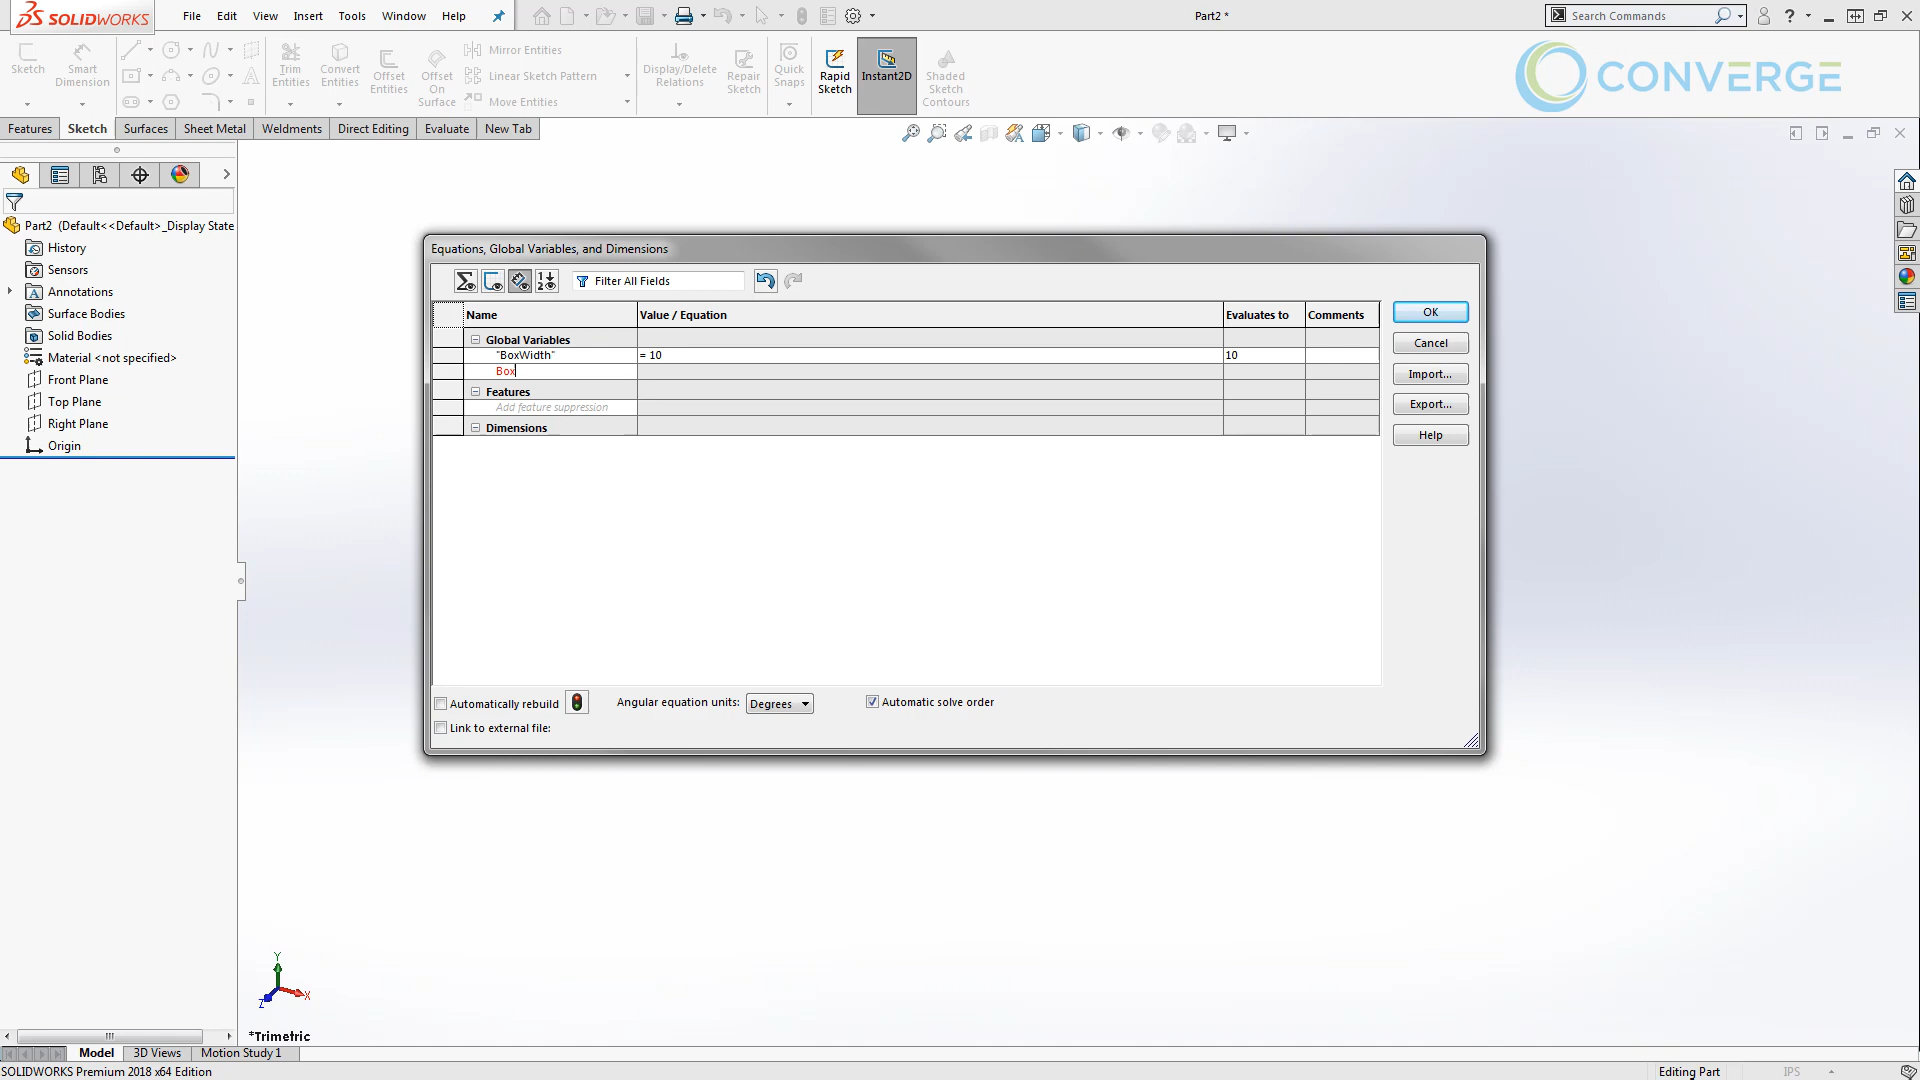 SOLIDWORKS File Edit View Insert Tools Window Help Part2 * Search Commands ?
Sketch Smart Dimension Trim Entities Convert Entities Offset Entities Offset On Surface Mirror Entities Linear Sketch Pattern Move Entities Display/Delete Relations Repair Sketch Quick Snaps Rapid Sketch Instant2D Shaded Sketch Contours
CONVERGE
Features Sketch Surfaces Sheet Metal Weldments Direct Editing Evaluate New Tab
Part2 (Default<<Default>_Display State
History
Sensors
Annotations
Surface Bodies
Solid Bodies
Material <not specified>
Front Plane
Top Plane
Right Plane
Origin
Equations, Global Variables, and Dimensions
Filter All Fields
Name Value / Equation Evaluates to Comments
Global Variables
"BoxWidth" = 10 10
Box
Features
Add feature suppression
Dimensions
OK
Cancel
Import...
Export...
Help
Automatically rebuild Angular equation units: Degrees Automatic solve order
Link to external file:
Y
X
Z
*Trimetric
Model 3D Views Motion Study 1
SOLIDWORKS Premium 2018 x64 Edition Editing Part IPS